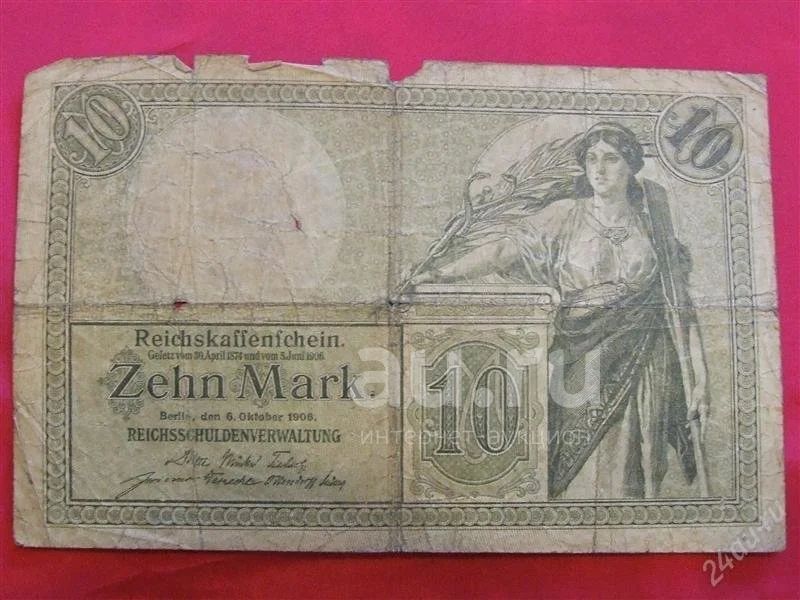 10
10
Reichskassenschein.
Gesetz vom 30. April 1874 und vom 5. Juni 1906.
Zehn Mark.
Berlin, den 6. Oktober 1906.
REICHSSCHULDENVERWALTUNG
10
au.ru
интернет-аукцион
24au.ru